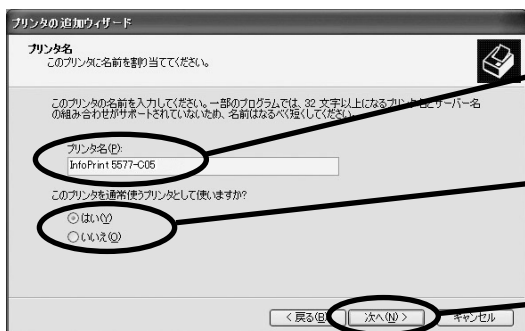 プリンタの追加ウィザード
プリンタ名
このプリンタに名前を割り当ててください。
このプリンタの名前を入力してください。一部のプログラムでは、32 文字以上になるプリンタ名とサーバー名
の組み合わせがサポートされていないため、名前はなるべく短くしてください。
プリンタ名(P):
InfoPrint 5577-C05
このプリンタを通常使うプリンタとして使いますか?
はい(Y)
いいえ(O)
< 戻る(B)
次へ(N) >
キャンセル